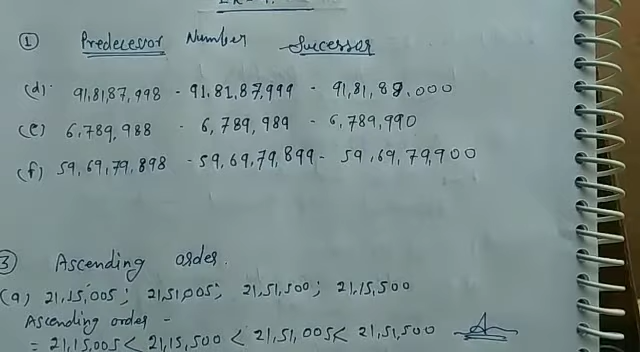 ① Predecessor Number Successor
(d). 91,81,87,998 - 91,81,87,999 - 91,81,88,000
(e) 6,789,988 - 6,789,989 - 6,789,990
(f) 59,69,79,898 - 59,69,79,899 - 59,69,79,900
③ Ascending order.
(a) 21,15,005; 21,51,005; 21,51,500; 21,15,500
Ascending order -
= 21,15,005 < 21,15,500 < 21,51,005 < 21,51,500